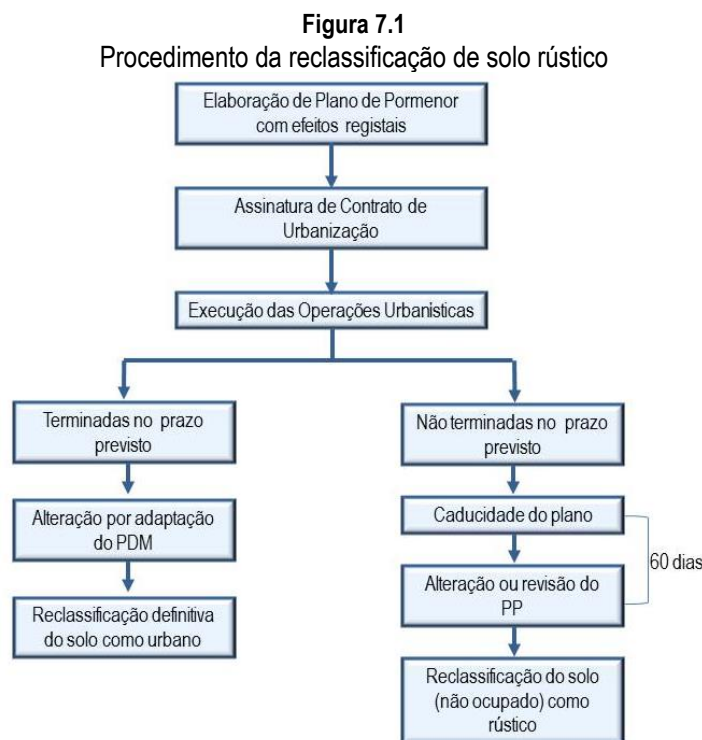 Figura 7.1
Procedimento da reclassificação de solo rústico
Elaboração de Plano de Pormenor
com efeitos registais
Assinatura de Contrato de
Urbanização
Execução das Operações Urbanísticas
Terminadas no prazo
previsto
Alteração por adaptação
do PDM
Reclassificação definitiva
do solo como urbano
Não terminadas no prazo
previsto
Caducidade do plano
60 dias
Alteração ou revisão do
PP
Reclassificação do solo
(não ocupado) como
rústico